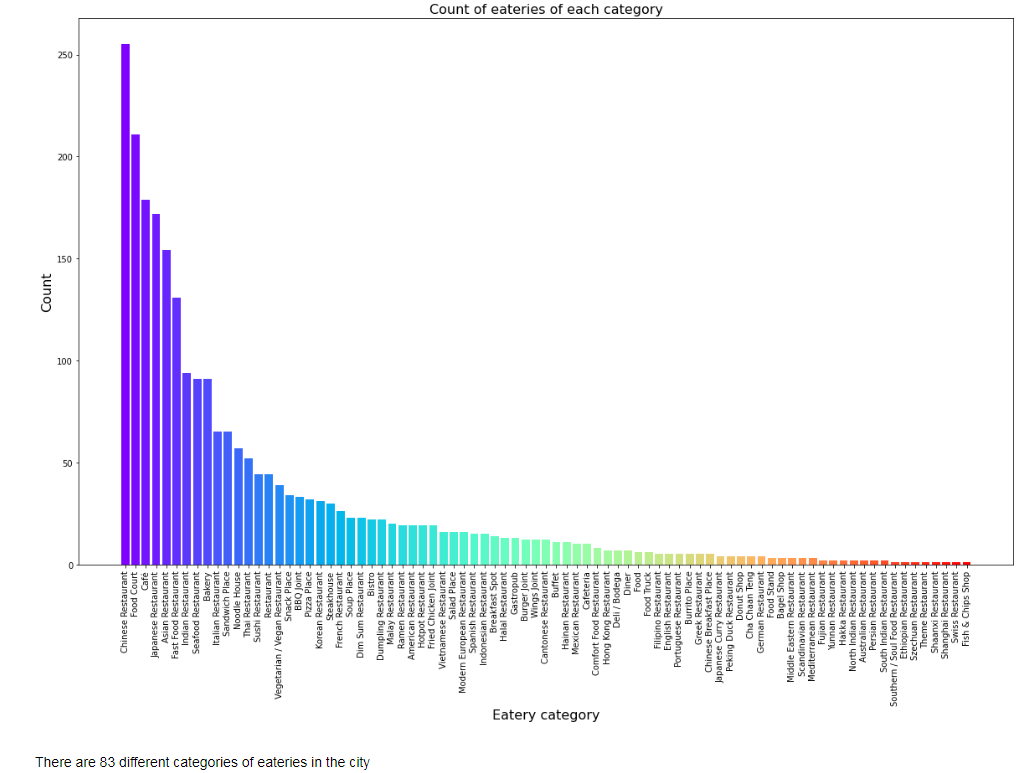 Count of eateries of each category
250
200
150
100
50
0
Count
Chinese Restaurant
Food Court
Café
Japanese Restaurant
Asian Restaurant
Fast Food Restaurant
Indian Restaurant
Seafood Restaurant
Bakery
Italian Restaurant
Sandwich Place
Noodle House
Thai Restaurant
Sushi Restaurant
Restaurant
Vegetarian / Vegan Restaurant
Snack Place
BBQ Joint
Pizza Place
Korean Restaurant
Steakhouse
French Restaurant
Soup Place
Dim Sum Restaurant
Bistro
Dumpling Restaurant
Malay Restaurant
Ramen Restaurant
American Restaurant
Hotpot Restaurant
Fried Chicken Joint
Vietnamese Restaurant
Salad Place
Modern European Restaurant
Spanish Restaurant
Indonesian Restaurant
Breakfast Spot
Halal Restaurant
Gastropub
Burger Joint
Wings Joint
Cantonese Restaurant
Buffet
Hainan Restaurant
Mexican Restaurant
Cafeteria
Comfort Food Restaurant
Hong Kong Restaurant
Deli / Bodega
Diner
Food
Food Truck
Filipino Restaurant
English Restaurant
Portuguese Restaurant
Burrito Place
Greek Restaurant
Chinese Breakfast Place
Japanese Curry Restaurant
Peking Duck Restaurant
Donut Shop
Cha Chaan Teng
German Restaurant
Food Stand
Bagel Shop
Middle Eastern Restaurant
Scandinavian Restaurant
Mediterranean Restaurant
Fujian Restaurant
Yunnan Restaurant
Hakka Restaurant
North Indian Restaurant
Australian Restaurant
Persian Restaurant
South Indian Restaurant
Southern / Soul Food Restaurant
Ethiopian Restaurant
Szechuan Restaurant
Theme Restaurant
Shaanxi Restaurant
Shanghai Restaurant
Swiss Restaurant
Fish & Chips Shop
Eatery category
There are 83 different categories of eateries in the city